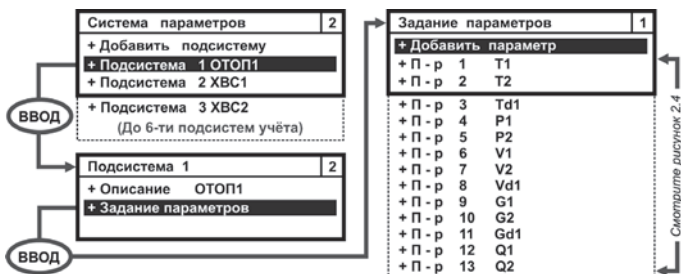 Система параметров 2
+ Добавить подсистему
+ Подсистема 1 ОТОП1
+ Подсистема 2 ХВС1
+ Подсистема 3 ХВС2
(До 6-ти подсистем учёта)
ВВОД
Подсистема 1 2
+ Описание ОТОП1
+ Задание параметров
ВВОД
Задание параметров 1
+ Добавить параметр
+ П - р 1 Т1
+ П - р 2 Т2
+ П - р 3 Td1
+ П - р 4 P1
+ П - р 5 P2
+ П - р 6 V1
+ П - р 7 V2
+ П - р 8 Vd1
+ П - р 9 G1
+ П - р 10 G2
+ П - р 11 Gd1
+ П - р 12 Q1
+ П - р 13 Q2
Смотрите рисунок 2.4